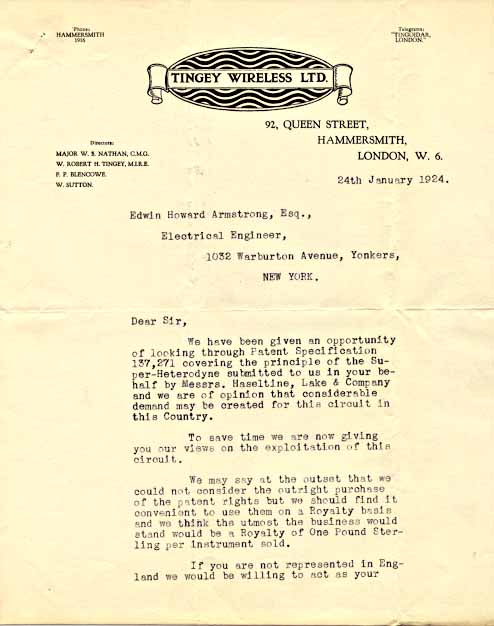 'Phone:
HAMMERSMITH
1916
Telegrams:
"TINGOIDAR,
LONDON."
TINGEY WIRELESS LTD.
92, QUEEN STREET,
HAMMERSMITH,
LONDON, W. 6.
Directors:
MAJOR W. S. NATHAN, C.M.G.
W. ROBERT H. TINGEY, M.I.R.E.
F. P. BLENCOWE.
W. SUTTON.
24th January 1924.
Edwin Howard Armstrong, Esq.,
Electrical Engineer,
1032 Warburton Avenue, Yonkers,
NEW YORK.
Dear Sir,
We have been given an opportunity
of looking through Patent Specification
137,271 covering the principle of the Su-
per-Heterodyne submitted to us in your be-
half by Messrs. Haseltine, Lake & Company
and we are of opinion that considerable
demand may be created for this circuit in
this Country.
To save time we are now giving
you our views on the exploitation of this
circuit.
We may say at the outset that we
could not consider the outright purchase
of the patent rights but we should find it
convenient to use them on a Royalty basis
and we think the utmost the business would
stand would be a Royalty of One Pound Ster-
ling per instrument sold.
If you are not represented in Eng-
land we would be willing to act as your